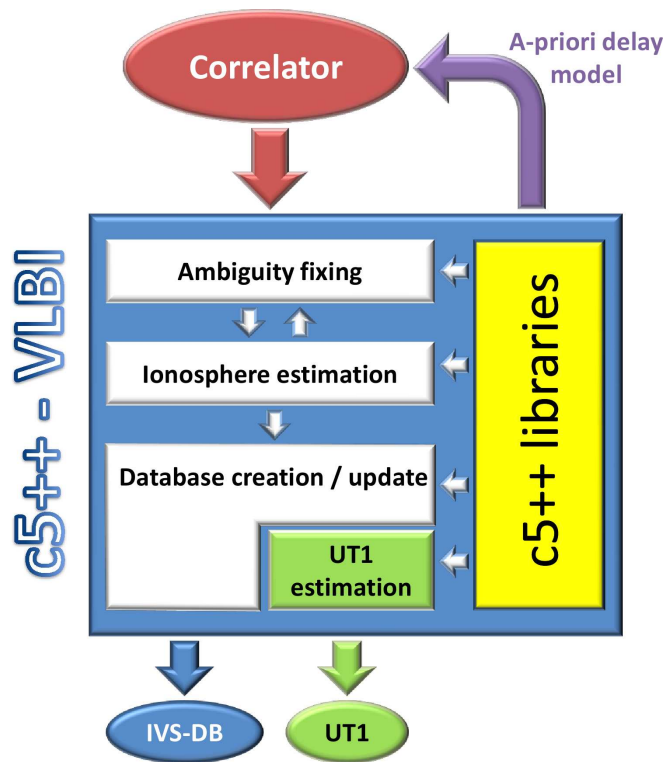 A-priori delay
model
Correlator
c5++ - VLBI
Ambiguity fixing
Ionosphere estimation
Database creation / update
UT1
estimation
c5++ libraries
IVS-DB
UT1